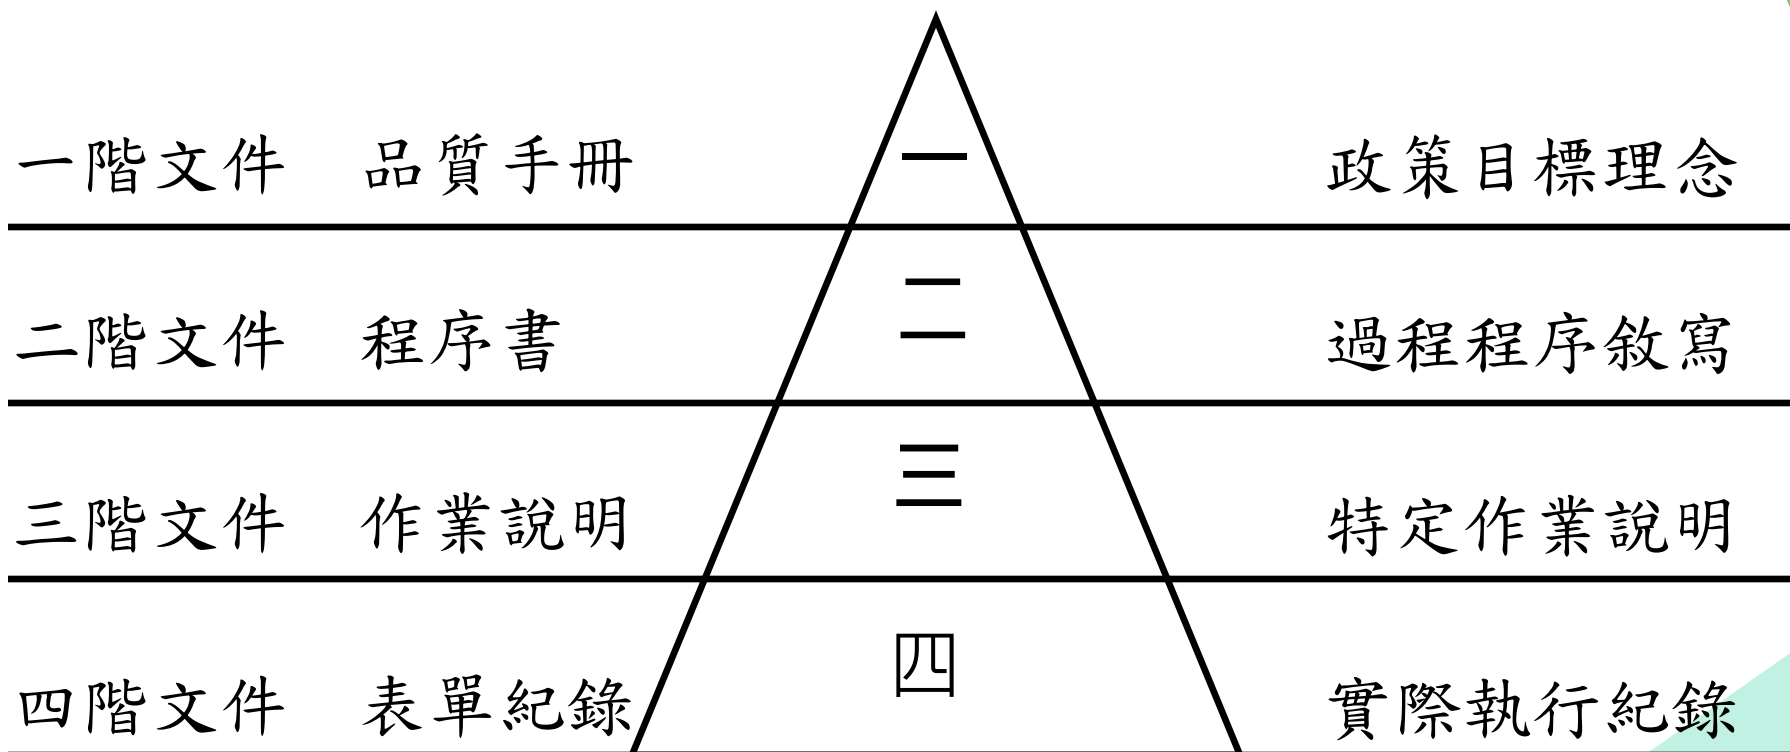 一階文件 品質手冊 一 政策目標理念
二階文件 程序書 二 過程程序敘寫
三階文件 作業說明 三 特定作業說明
四階文件 表單紀錄 四 實際執行紀錄